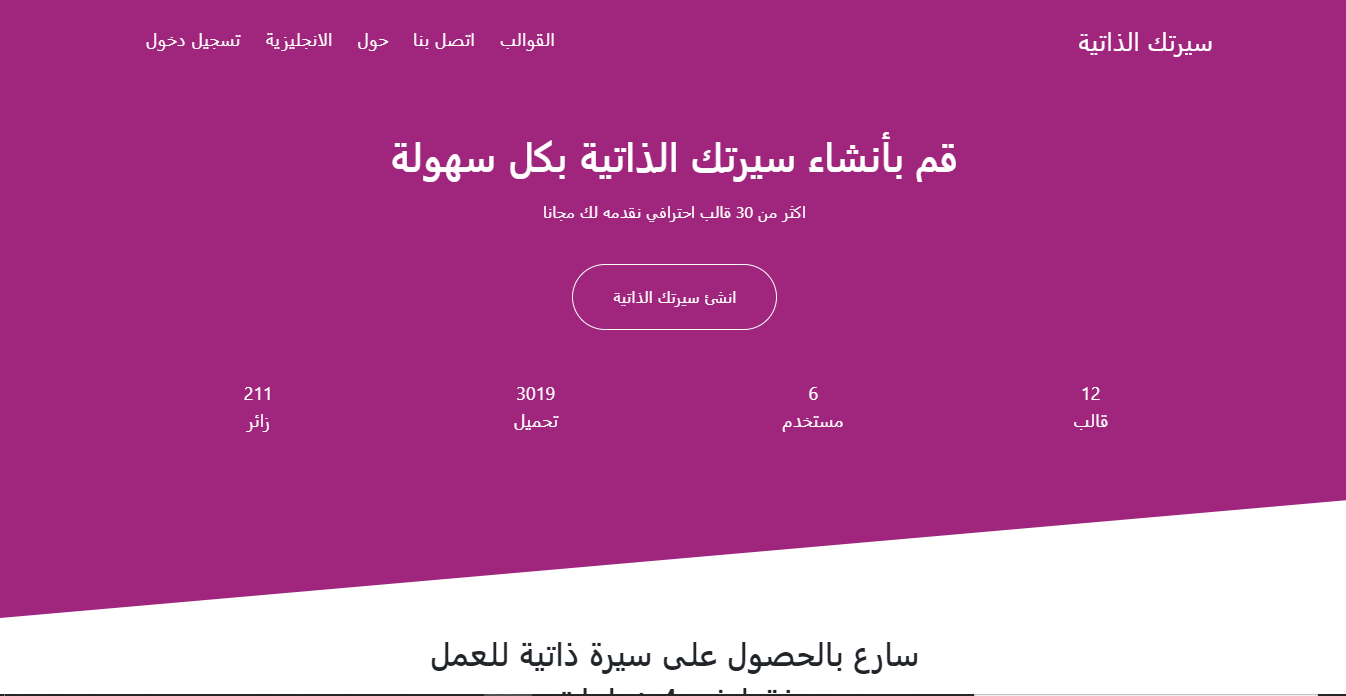 سيرتك الذاتية
القوالب اتصل بنا حول الانجليزية تسجيل دخول
قم بأنشاء سيرتك الذاتية بكل سهولة
اكثر من 30 قالب احترافي نقدمه لك مجانا
انشئ سيرتك الذاتية
12
قالب
6
مستخدم
3019
تحميل
211
زائر
سارع بالحصول على سيرة ذاتية للعمل